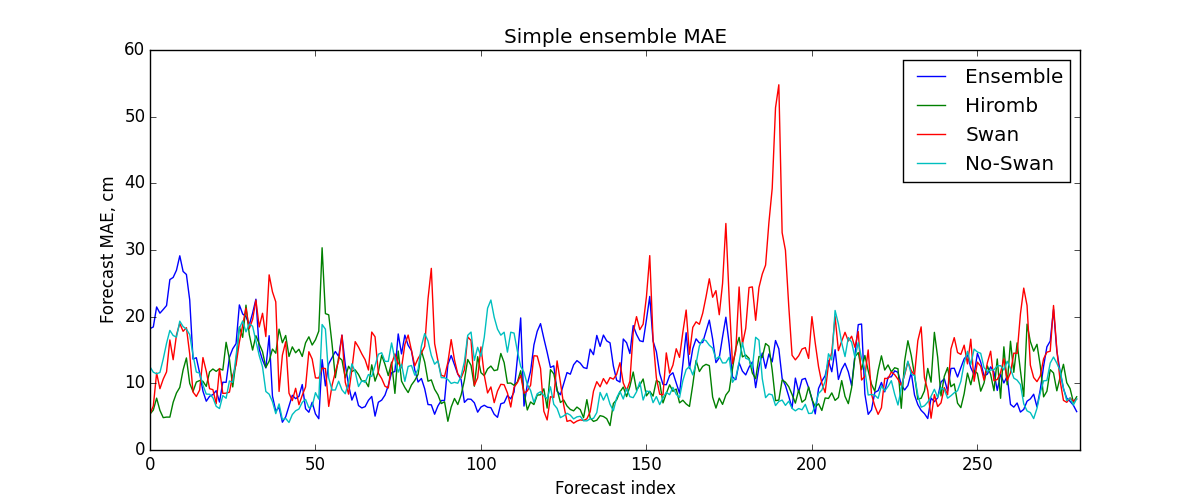 Simple ensemble MAE
60
50
40
30
20
10
0
Forecast MAE, cm
Ensemble
Hiromb
Swan
No-Swan
0 50 100 150 200 250
Forecast index